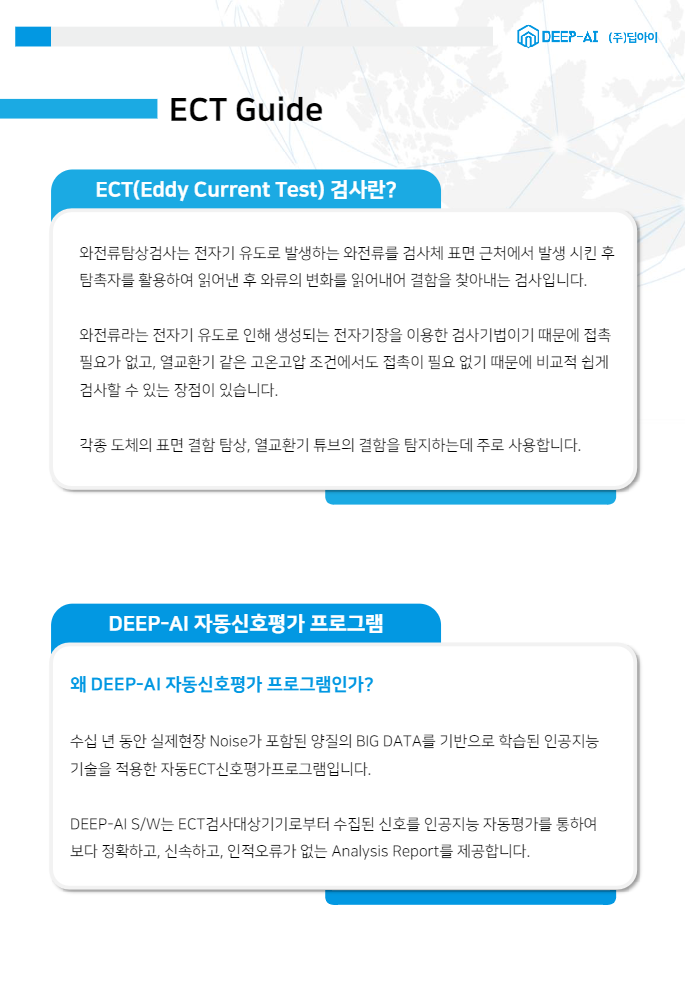 DEEP-AI (주)딥아이
ECT Guide
ECT(Eddy Current Test) 검사란?
와전류탐상검사는 전자기 유도로 발생하는 와전류를 검사체 표면 근처에서 발생 시킨 후
탐촉자를 활용하여 읽어낸 후 와류의 변화를 읽어내어 결함을 찾아내는 검사입니다.
와전류라는 전자기 유도로 인해 생성되는 전자기장을 이용한 검사기법이기 때문에 접촉
필요가 없고, 열교환기 같은 고온고압 조건에서도 접촉이 필요 없기 때문에 비교적 쉽게
검사할 수 있는 장점이 있습니다.
각종 도체의 표면 결함 탐상, 열교환기 튜브의 결함을 탐지하는데 주로 사용합니다.
DEEP-AI 자동신호평가 프로그램
왜 DEEP-AI 자동신호평가 프로그램인가?
수십 년 동안 실제현장 Noise가 포함된 양질의 BIG DATA를 기반으로 학습된 인공지능
기술을 적용한 자동ECT신호평가프로그램입니다.
DEEP-AI S/W는 ECT검사대상기기로부터 수집된 신호를 인공지능 자동평가를 통하여
보다 정확하고, 신속하고, 인적오류가 없는 Analysis Report를 제공합니다.